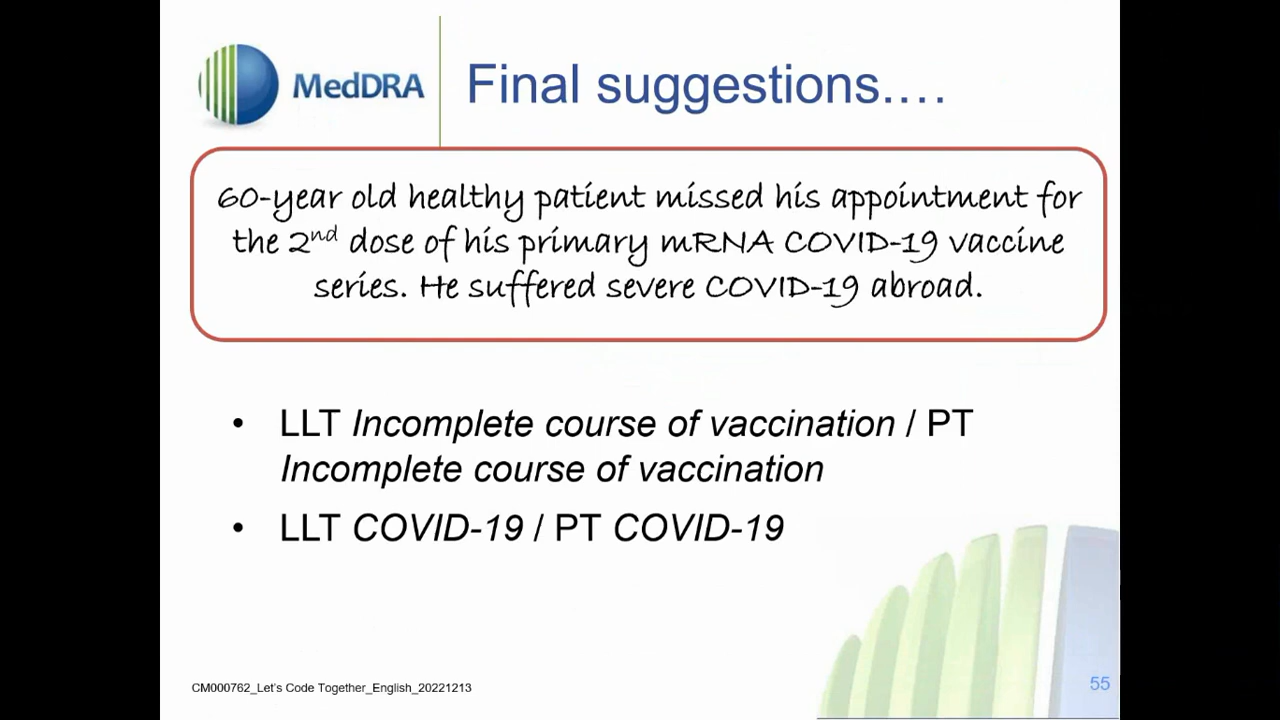 MedDRA
Final suggestions.…
60-year old healthy patient missed his appointment for
the 2nd dose of his primary mRNA COVID-19 vaccine
series. He suffered severe COVID-19 abroad.
• LLT Incomplete course of vaccination / PT
Incomplete course of vaccination
• LLT COVID-19 / PT COVID-19
CM000762_Let's Code Together_English_20221213
55